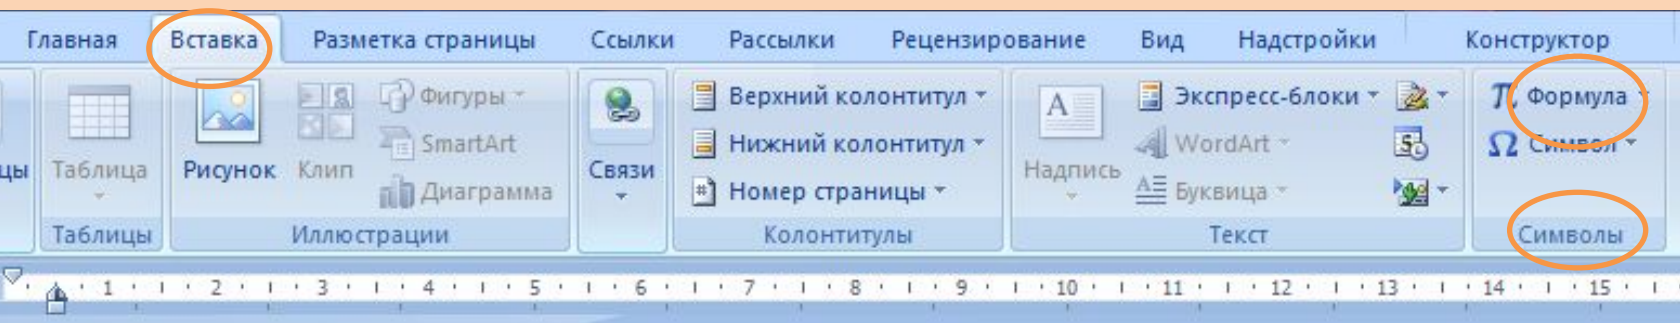 Главная Вставка Разметка страницы Ссылки Рассылки Рецензирование Вид Надстройки Конструктор
Таблица
Рисунок
Клип
Фигуры
SmartArt
Диаграмма
Связи
Верхний колонтитул
Нижний колонтитул
Номер страницы
A
Надпись
Экспресс-блоки
WordArt
Буквица
π Формула
Ω Символ
Таблицы Иллюстрации Колонтитулы Текст Символы
1 2 3 4 5 6 7 8 9 10 11 12 13 14 15